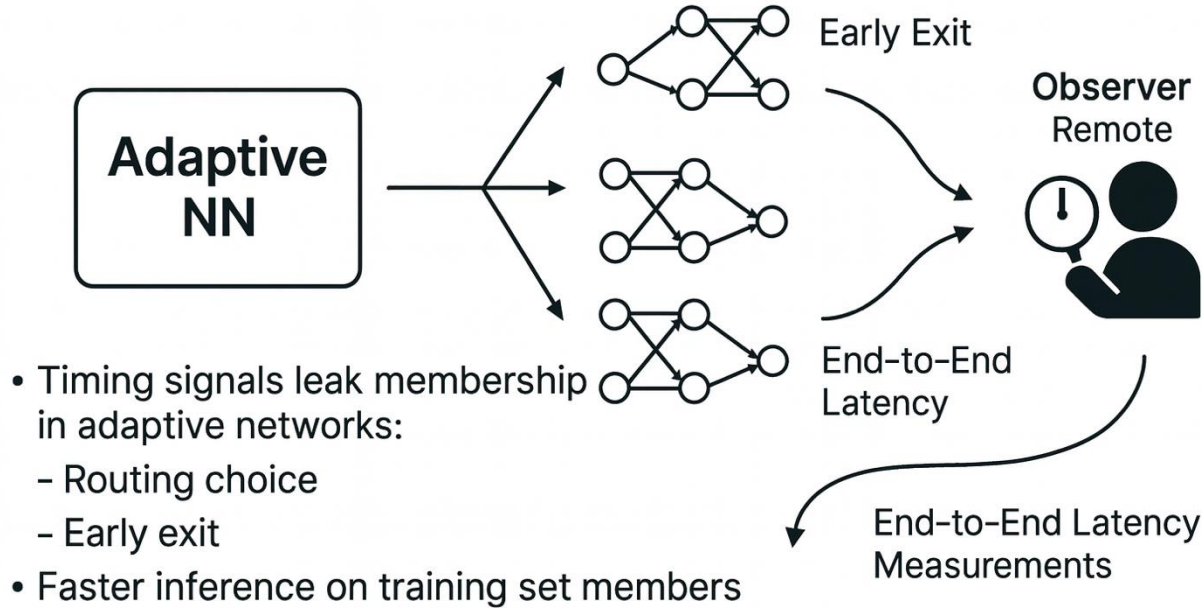 Early Exit
Observer
Remote
Adaptive
NN
End-to-End
Latency
• Timing signals leak membership
in adaptive networks:
- Routing choice
- Early exit
• Faster inference on training set members
End-to-End Latency
Measurements